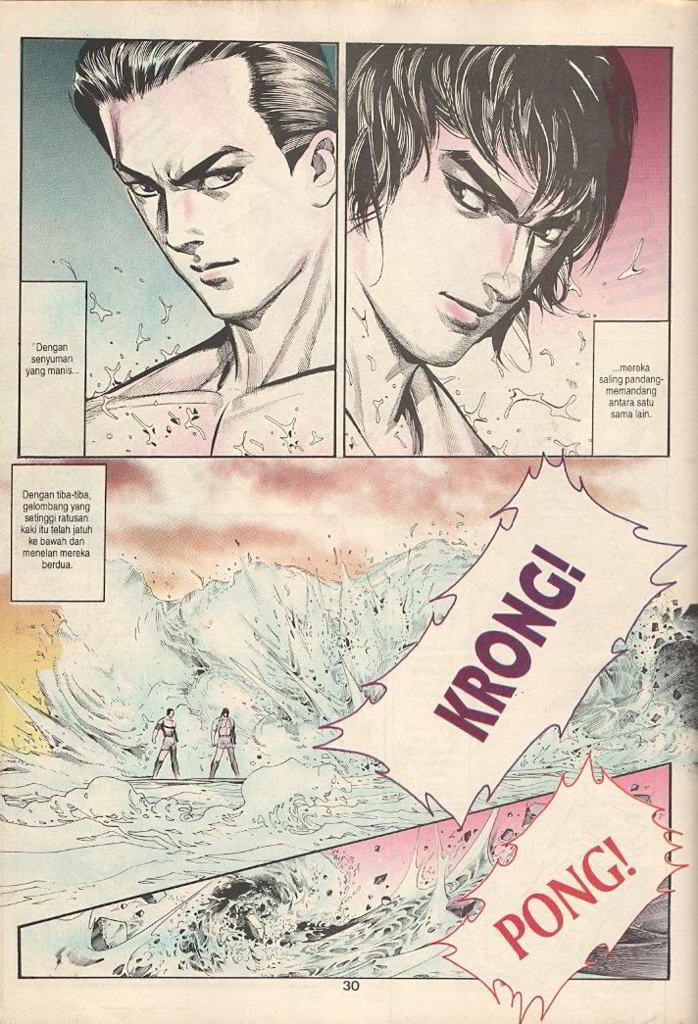 "Dengan
senyuman
yang manis...
...mereka
saling pandang-
memandang
antara satu
sama lain.
Dengan tiba-tiba,
gelombang yang
setinggi ratusan
kaki itu telah jatuh
ke bawah dan
menelan mereka
berdua.
KRONG!
PONG!
30